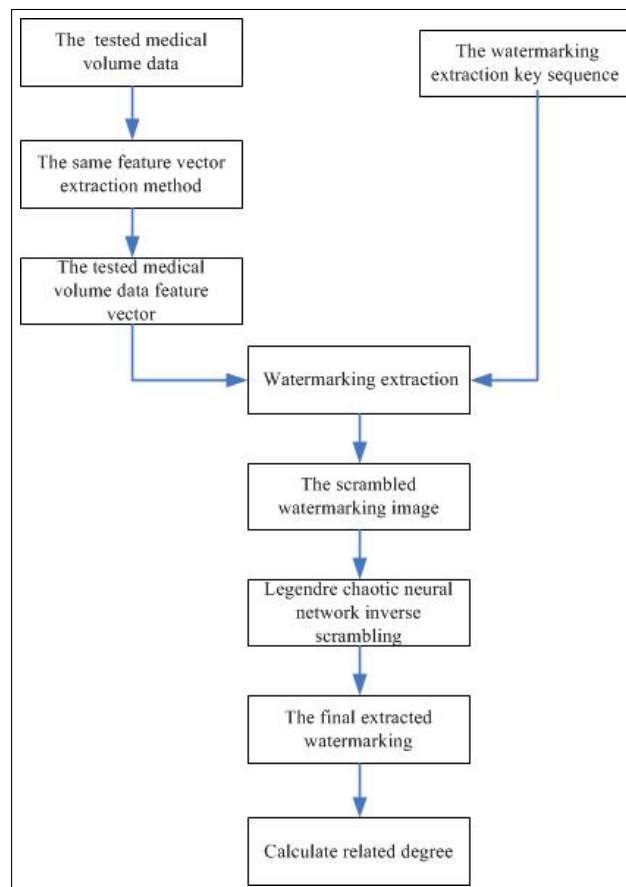 The tested medical
volume data
The watermarking
extraction key sequence
The same feature vector
extraction method
The tested medical
volume data feature
vector
Watermarking extraction
The scrambled
watermarking image
Legendre chaotic neural
network inverse
scrambling
The final extracted
watermarking
Calculate related degree